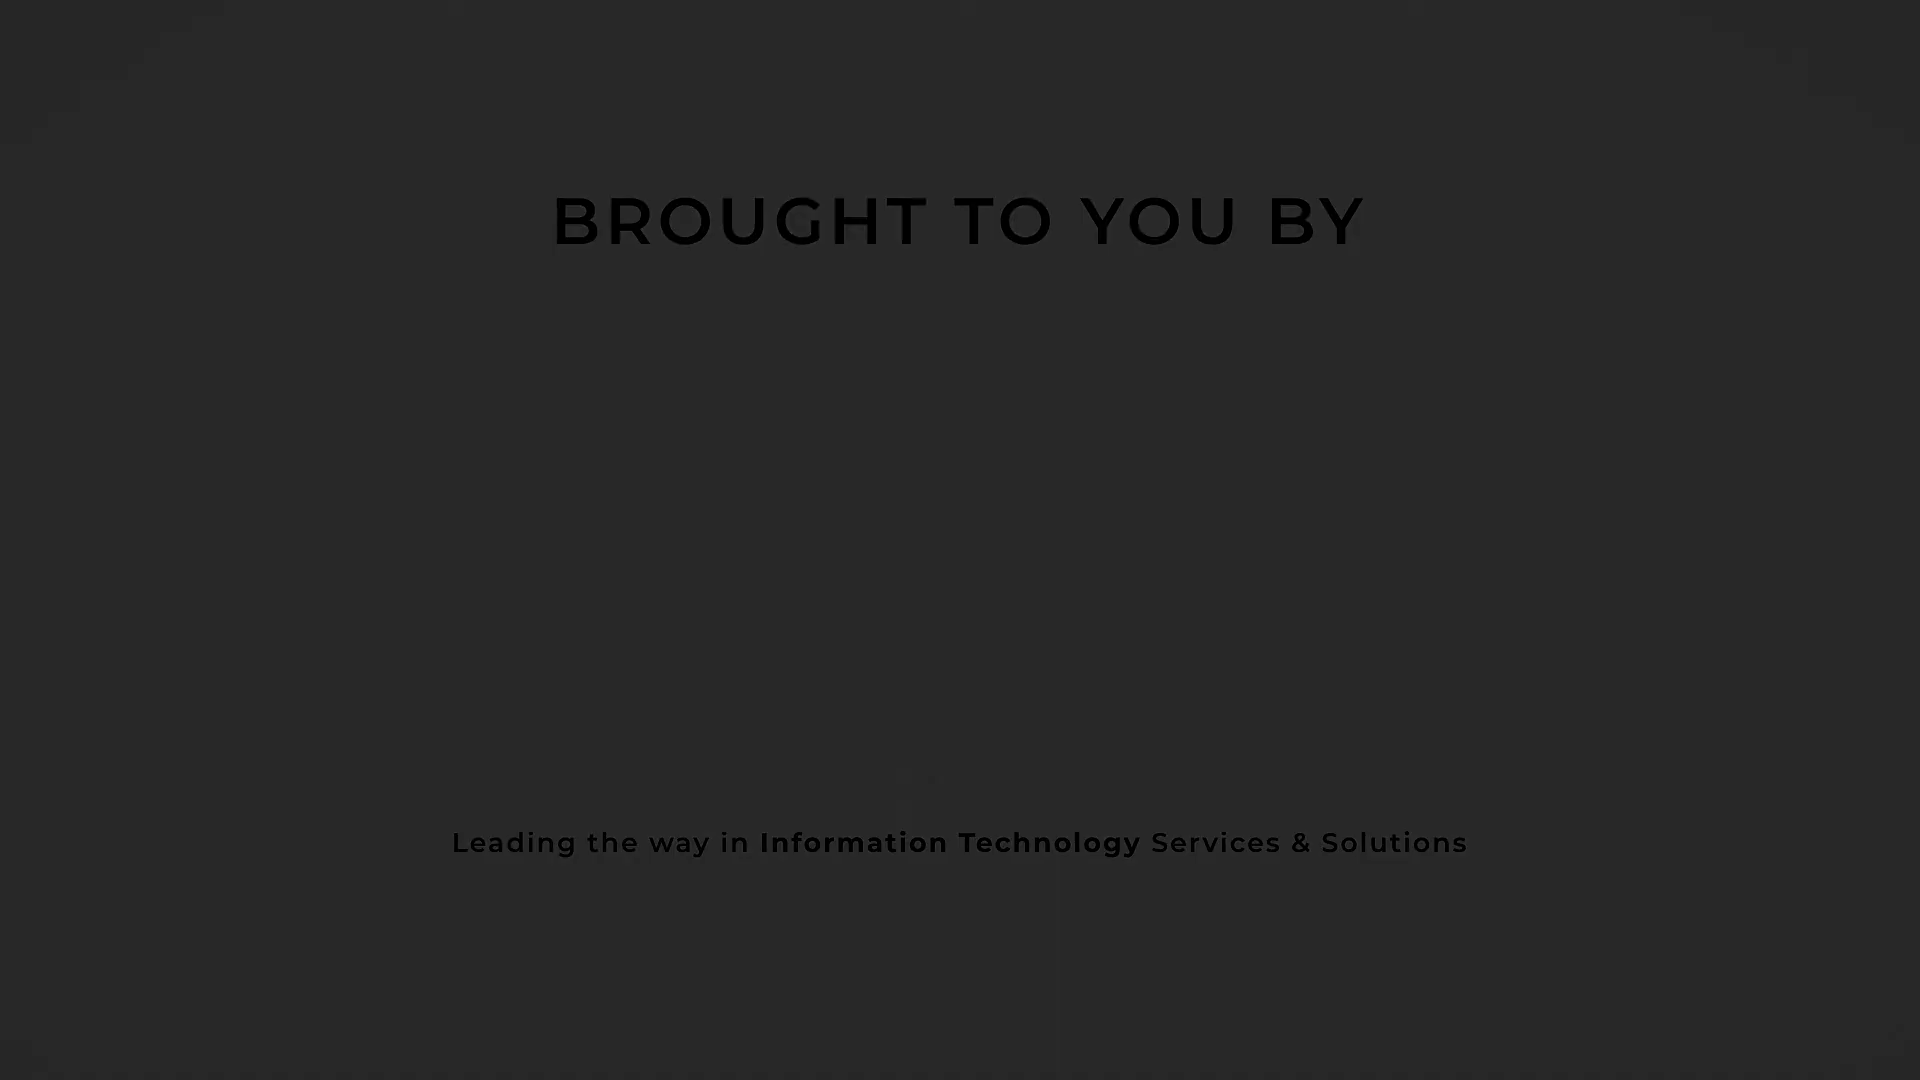 BROUGHT TO YOU BY
Leading the way in Information Technology Services & Solutions